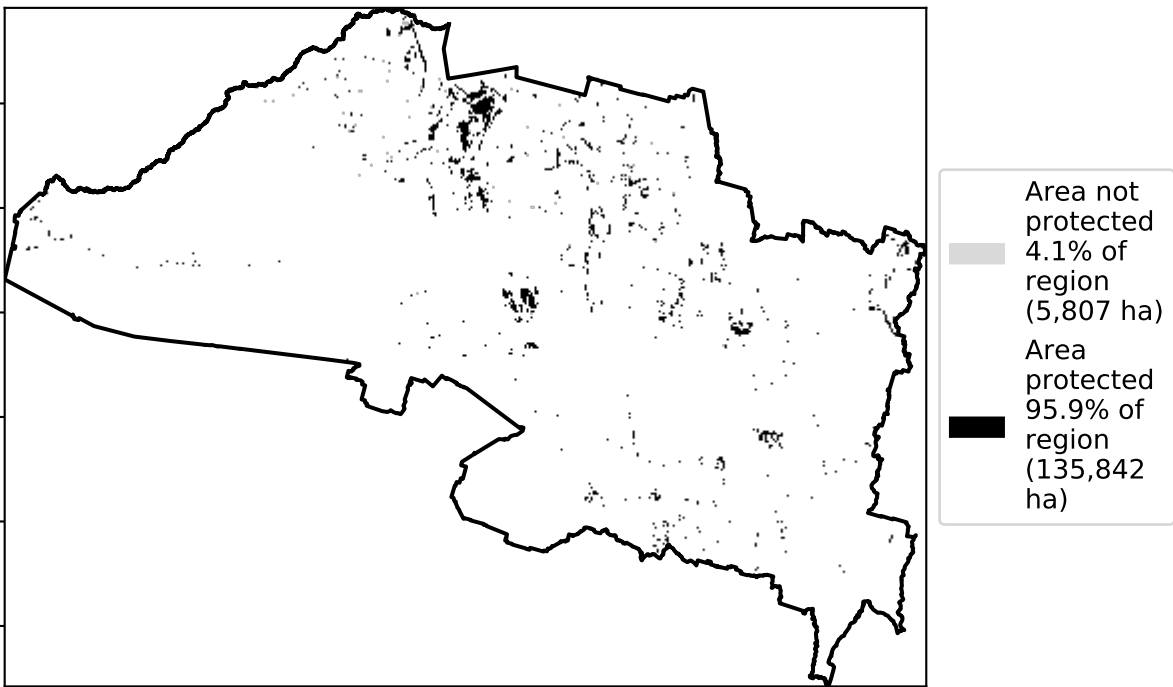 Area not
protected
4.1% of
region
(5,807 ha)
Area
protected
95.9% of
region
(135,842
ha)